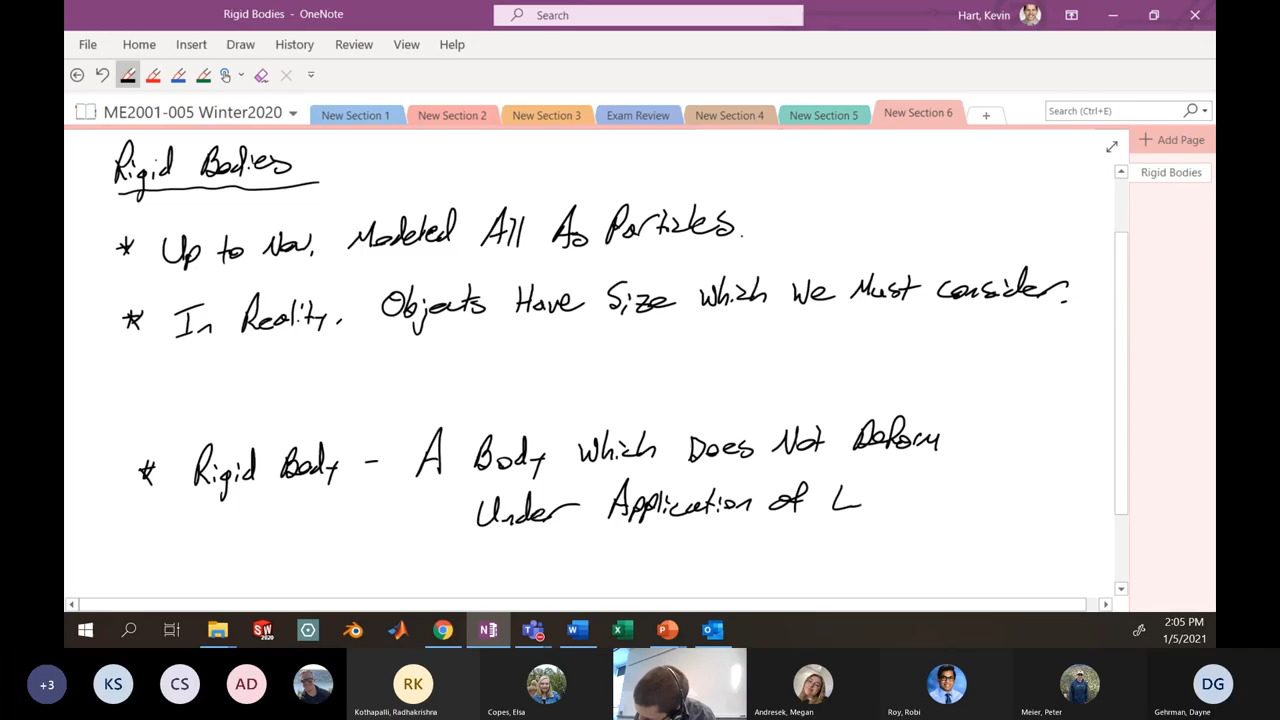 Rigid Bodies - OneNote
Search
Hart, Kevin
File Home Insert Draw History Review View Help
ME2001-005 Winter2020
New Section 1 New Section 2 New Section 3 Exam Review New Section 4 New Section 5 New Section 6 +
Search (Ctrl+E)
Add Page
Rigid Bodies
Rigid Bodies
* Up to Now, Modeled All As Particles.
* In Reality, Objects Have Size Which We Must Consider.
* Rigid Body - A Body Which Does Not Deform
Under Application of L
SW
2020
2:05 PM
1/5/2021
+3 KS CS AD RK DG
Kothapalli, Radhakrishna Copes, Elsa Andresek, Megan Roy, Robi Meier, Peter Gehrman, Dayne